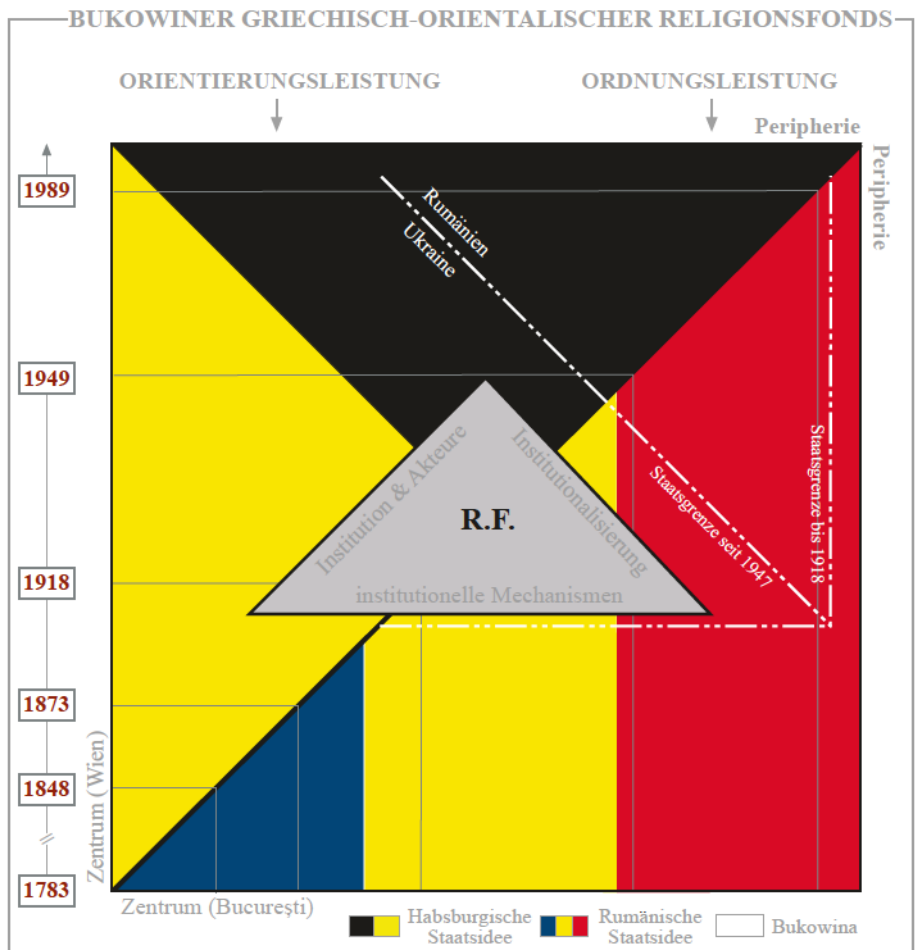 BUKOWINER GRIECHISCH-ORIENTALISCHER RELIGIONSFONDS
ORIENTIERUNGSLEISTUNG
ORDNUNGSLEISTUNG
Peripherie
Peripherie
1989
Rumänien
Ukraine
1949
Institution & Akteure
Institutionalisierung
R.F.
institutionelle Mechanismen
Staatsgrenze seit 1947
Staatsgrenze bis 1918
1918
1873
1848
1783
Zentrum (Wien)
Zentrum (Bucureşti)
Habsburgische
Staatsidee
Rumänische
Staatsidee
Bukowina